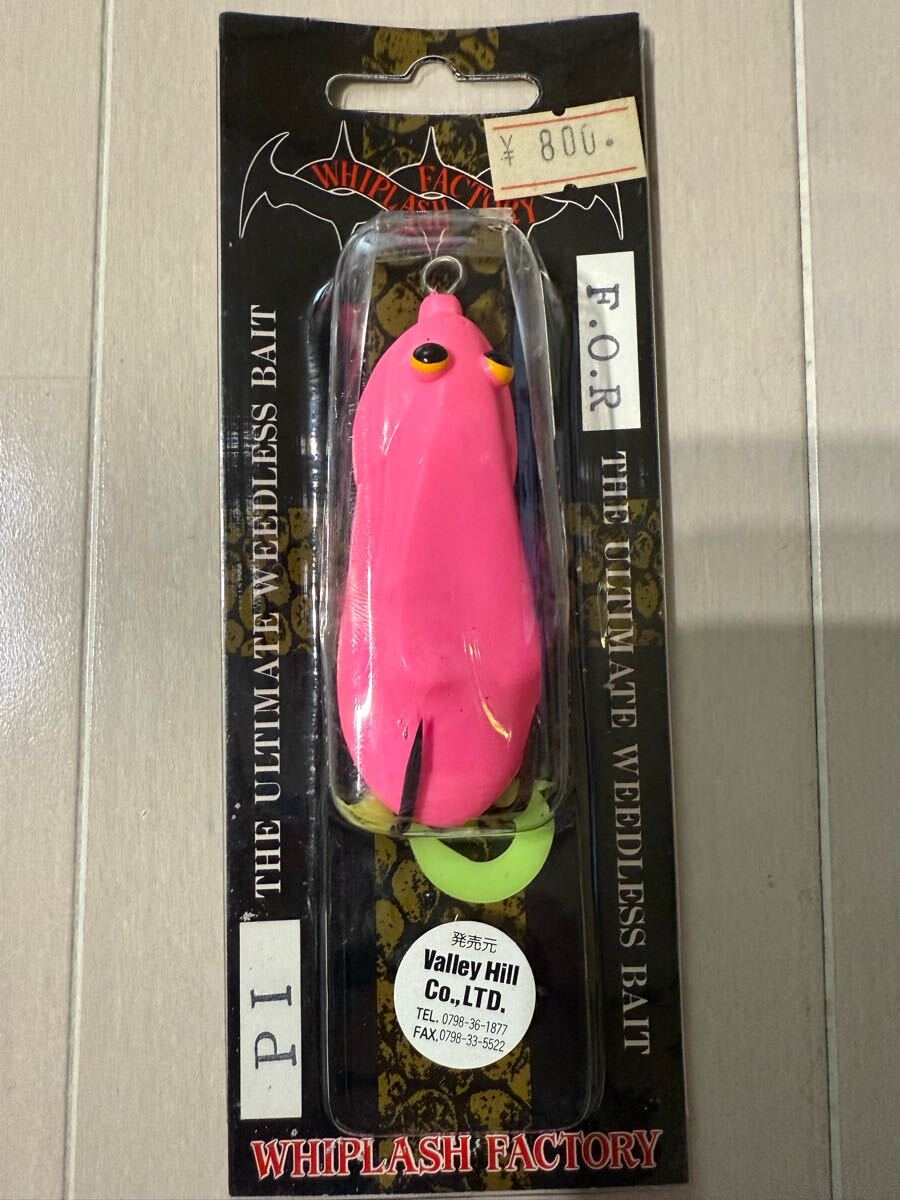 ¥ 800.
WHIPLASH FACTORY
F.O.R
THE ULTIMATE WEEDLESS BAIT
THE ULTIMATE WEEDLESS BAIT
PI
発売元
Valley Hill
Co.,LTD.
TEL. 0798-36-1877
FAX.0798-33-5522
WHIPLASH FACTORY